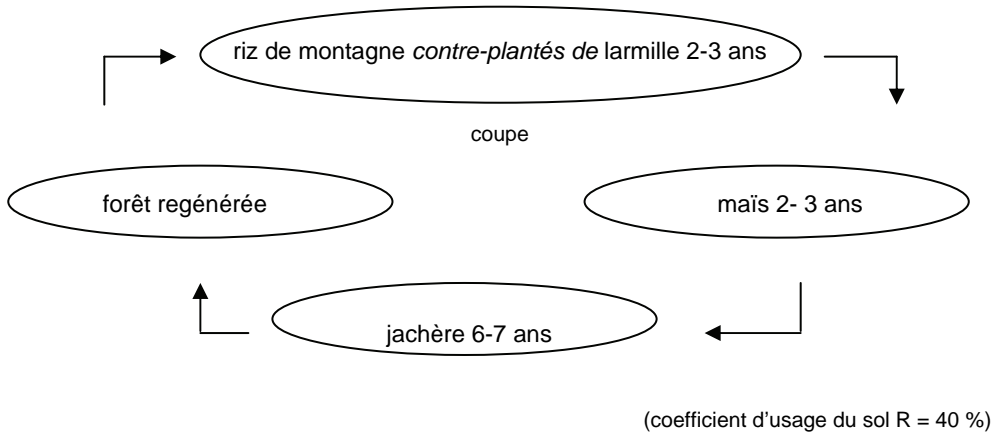 riz de montagne contre-plantés de larmille 2-3 ans
coupe
forêt regénérée
maïs 2- 3 ans
jachère 6-7 ans
(coefficient d'usage du sol R = 40 %)